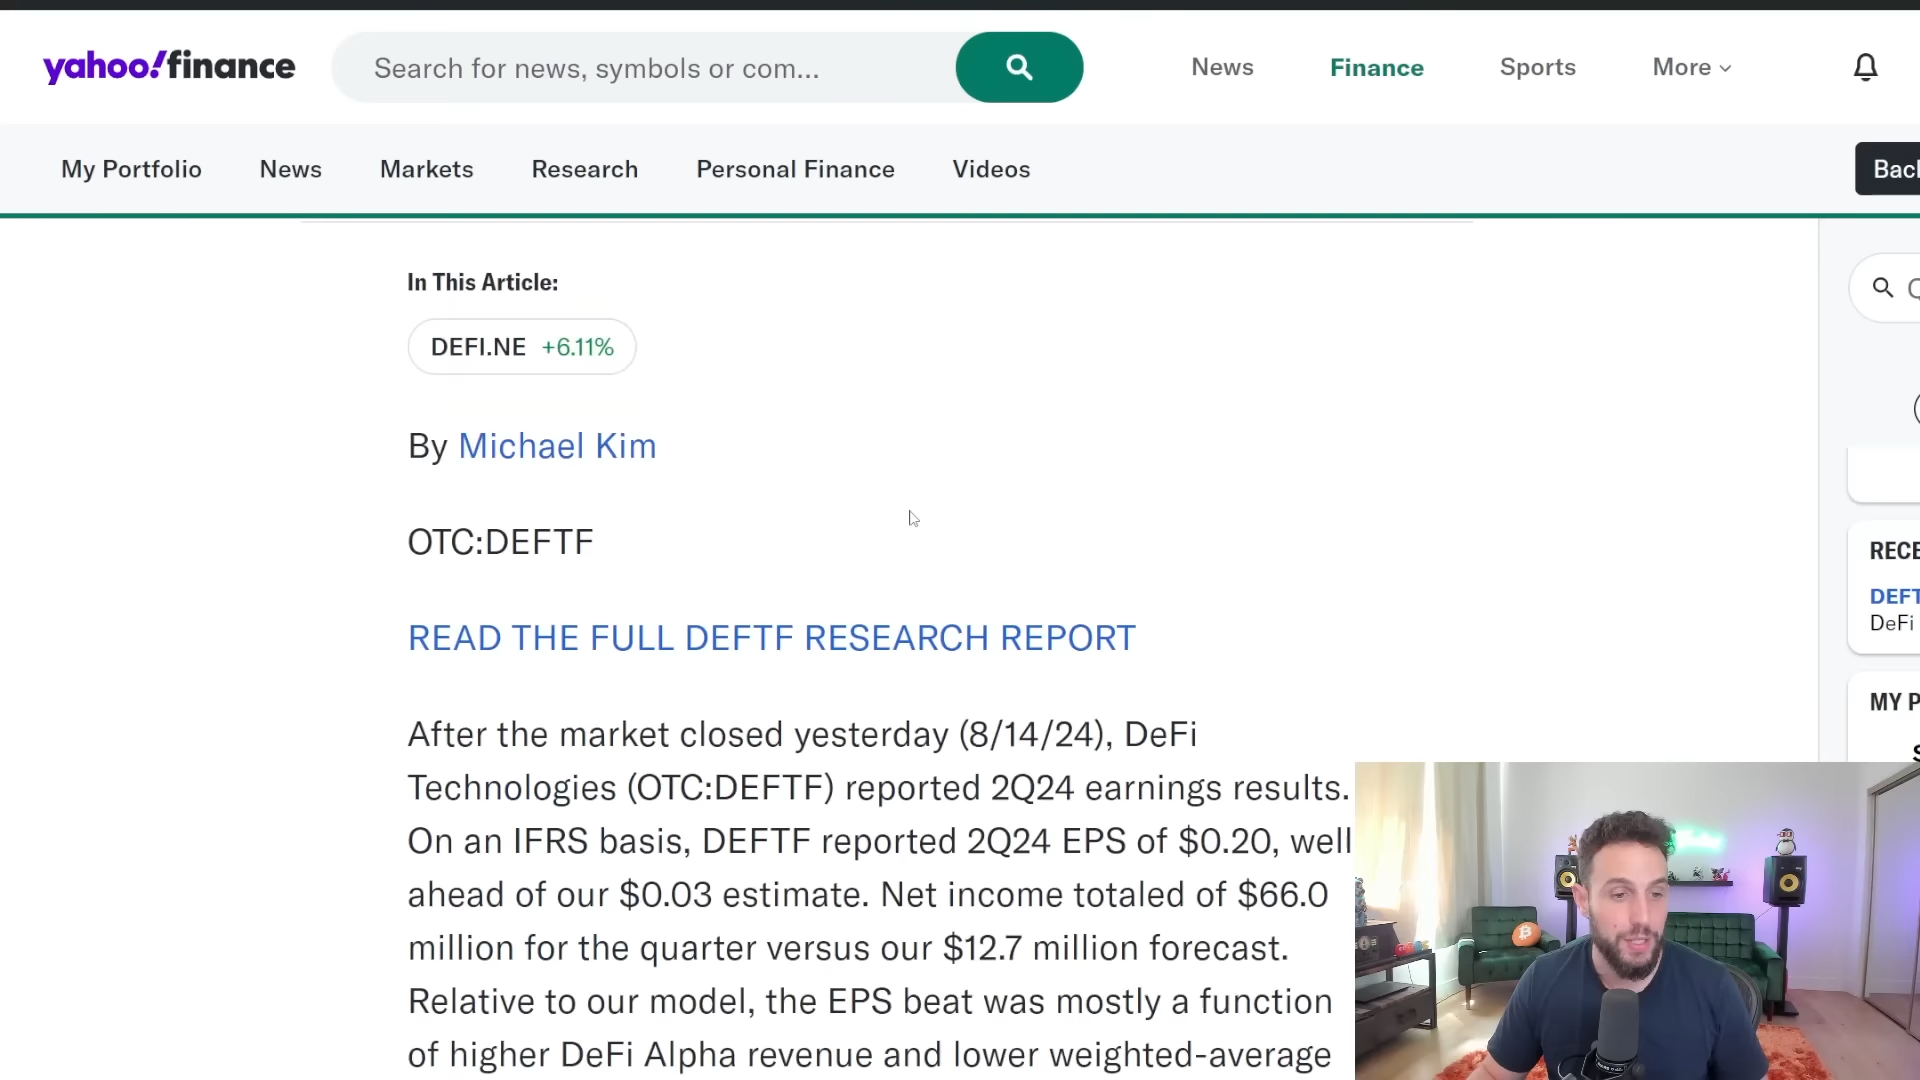 yahoo!finance
Search for news, symbols or com...
News
Finance
Sports
More
My Portfolio
News
Markets
Research
Personal Finance
Videos
In This Article:
DEFI.NE +6.11%
By Michael Kim
OTC:DEFTF
READ THE FULL DEFTF RESEARCH REPORT
After the market closed yesterday (8/14/24), DeFi
Technologies (OTC:DEFTF) reported 2Q24 earnings results.
On an IFRS basis, DEFTF reported 2Q24 EPS of $0.20, well
ahead of our $0.03 estimate. Net income totaled of $66.0
million for the quarter versus our $12.7 million forecast.
Relative to our model, the EPS beat was mostly a function
of higher DeFi Alpha revenue and lower weighted-average
DeFi